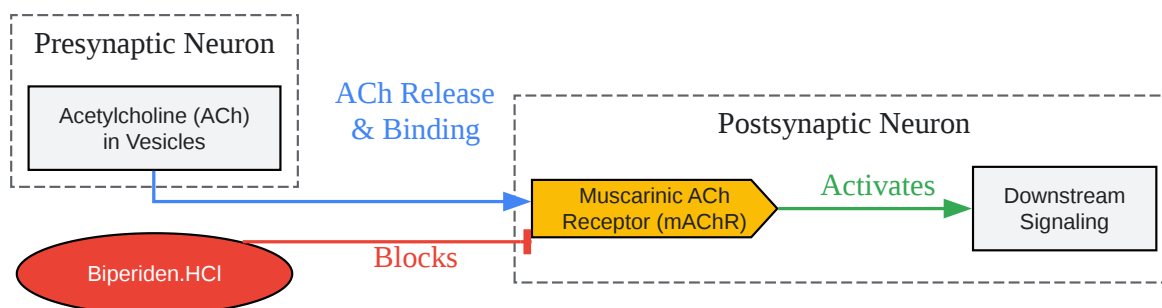 Presynaptic Neuron
Acetylcholine (ACh)
in Vesicles
ACh Release
& Binding
Postsynaptic Neuron
Muscarinic ACh
Receptor (mAChR)
Activates
Downstream
Signaling
Biperiden.HCl
Blocks